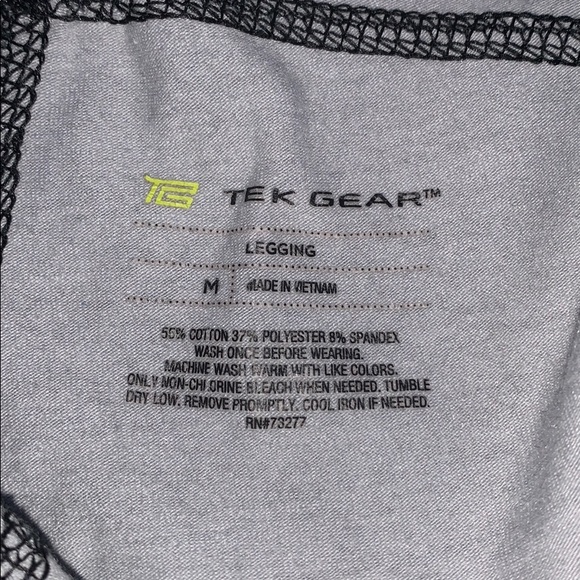 TG TEK GEAR™
LEGGING
M MADE IN VIETNAM
55% COTTON 37% POLYESTER 8% SPANDEX
WASH ONCE BEFORE WEARING.
MACHINE WASH WARM WITH LIKE COLORS.
ONLY NON-CHLORINE BLEACH WHEN NEEDED. TUMBLE
DRY LOW. REMOVE PROMPTLY. COOL IRON IF NEEDED.
RN#73277